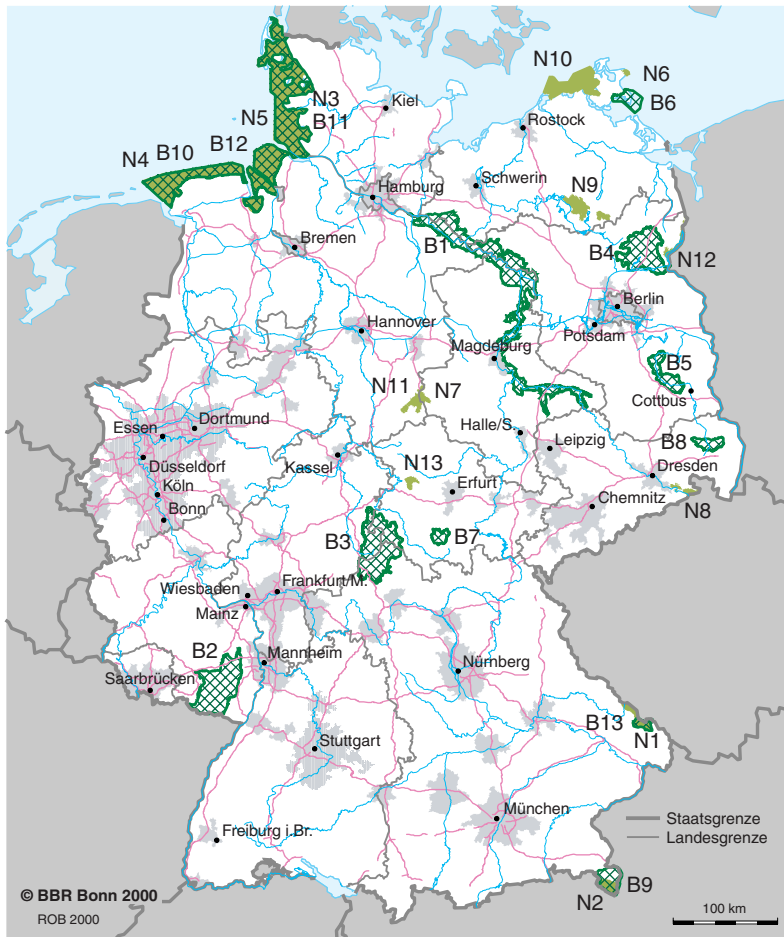 N10
N6
B6
N3
Kiel
N5
B11
B12
Rostock
B10
N4
Schwerin
Hamburg
N9
B1
B4
Bremen
N12
Berlin
Hannover
Potsdam
Magdeburg
B5
N11
N7
Cottbus
Dortmund
Essen
Halle/S.
Leipzig
B8
Düsseldorf
Kassel
Dresden
Köln
N13
Erfurt
Chemnitz
Bonn
N8
B3
B7
Wiesbaden
Frankfurt/M.
Mainz
B2
Mannheim
Saarbrücken
Nürnberg
B13
N1
Stuttgart
München
Staatsgrenze
Freiburg i.Br.
Landesgrenze
© BBR Bonn 2000
B9
N2
ROB 2000
100 km